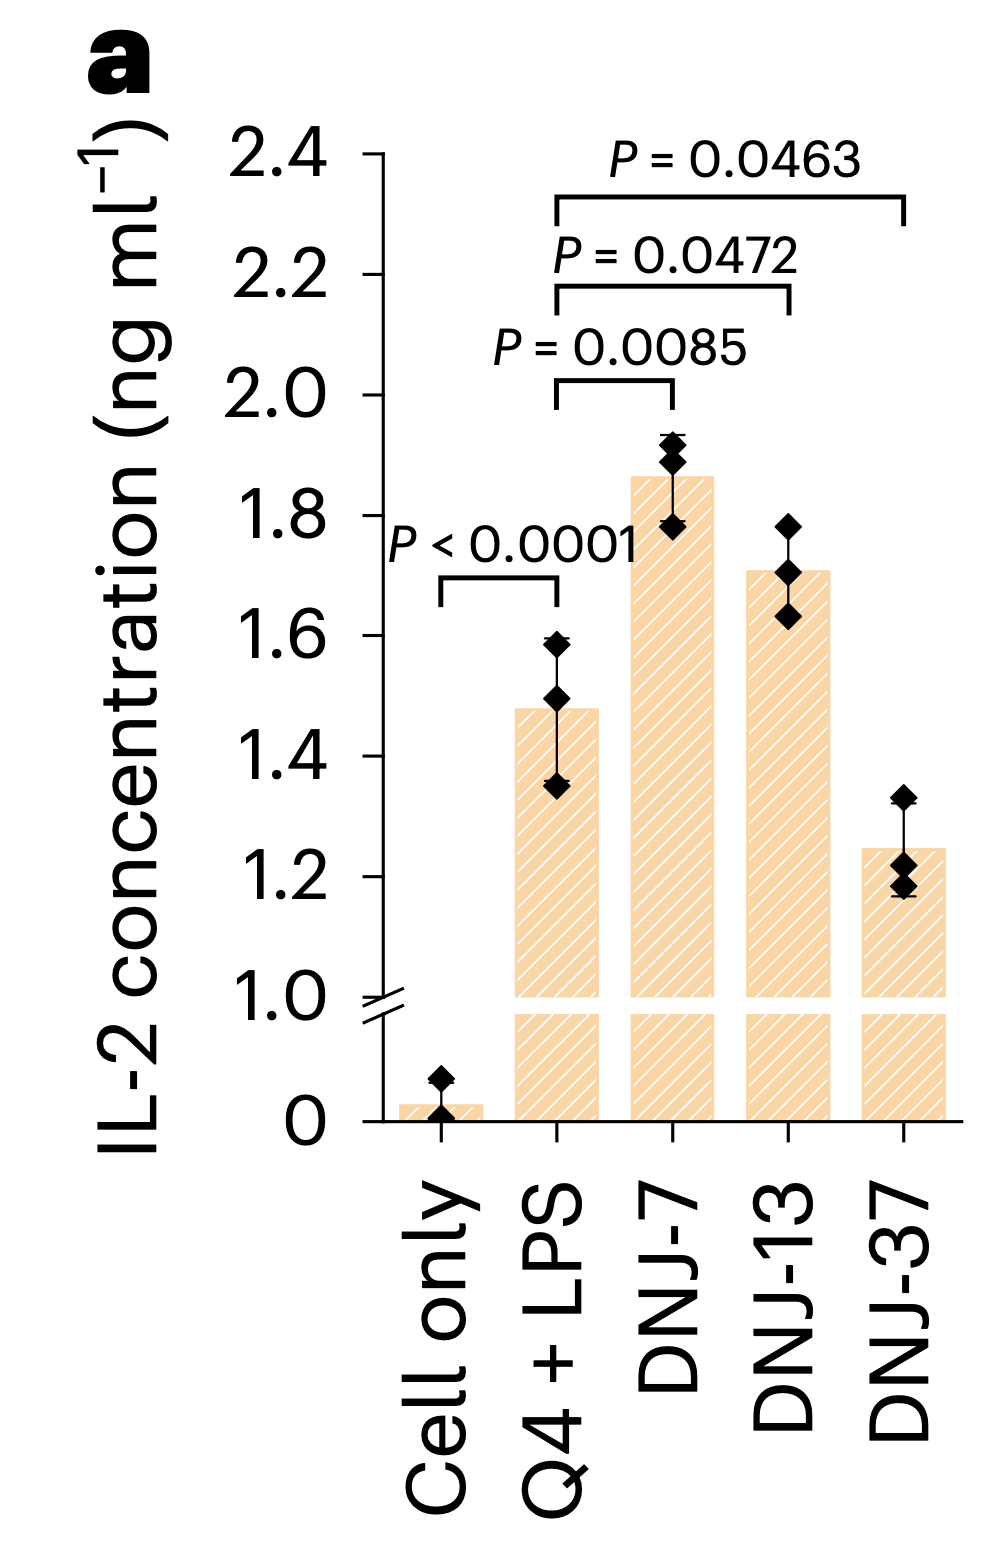 a
IL-2 concentration (ng ml⁻¹)
2.4
2.2
2.0
1.8
1.6
1.4
1.2
1.0
0
P = 0.0463
P = 0.0472
P = 0.0085
P < 0.0001
Cell only
Q4 + LPS
DNJ-7
DNJ-13
DNJ-37